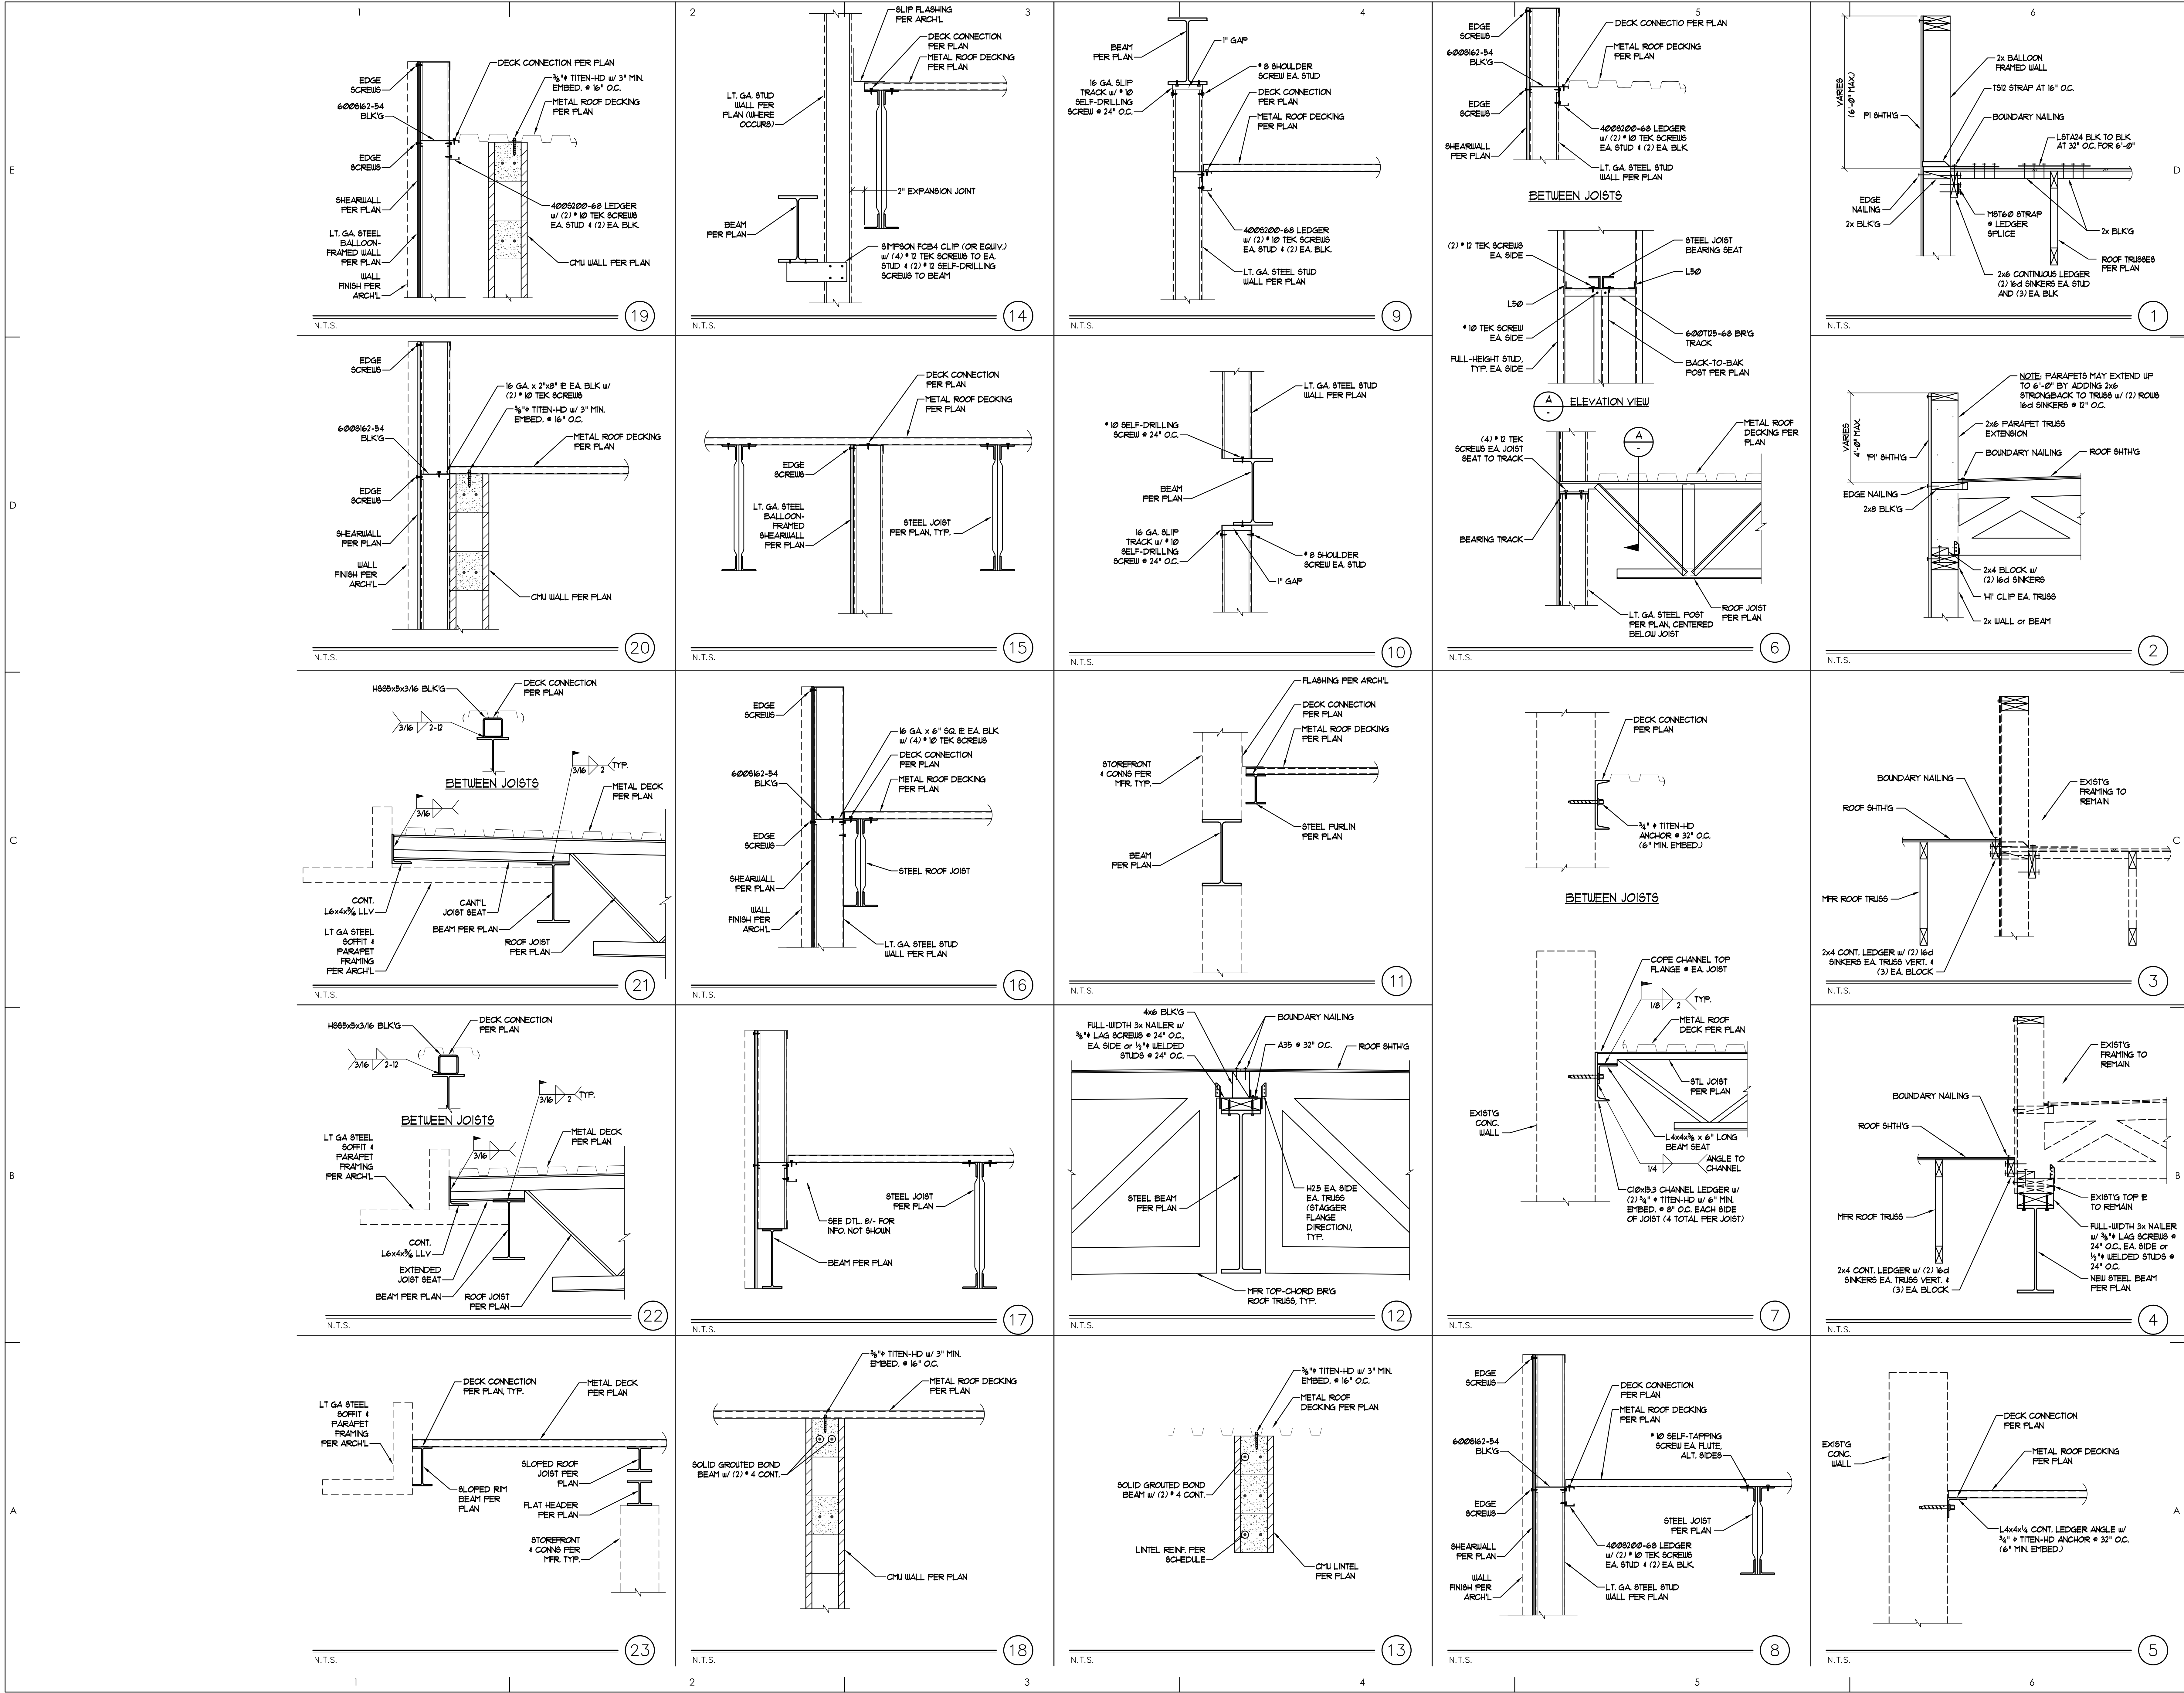 1
2
3
4
5
6
E
D
C
B
A
D
C
B
A
EDGE
SCREWS
600S162-54
BLK'G
EDGE
SCREWS
SHEARWALL
PER PLAN
LT. GA. STEEL
BALLOON-
FRAMED WALL
PER PLAN
WALL
FINISH PER
ARCH'L
DECK CONNECTION PER PLAN
⅜"φ TITEN-HD w/ 3" MIN.
EMBED. @ 16" O.C.
METAL ROOF DECKING
PER PLAN
400S200-68 LEDGER
w/ (2) #10 TEK SCREWS
EA. STUD & (2) EA. BLK.
CMU WALL PER PLAN
N.T.S.
19
SLIP FLASHING
PER ARCH'L
DECK CONNECTION
PER PLAN
METAL ROOF DECKING
PER PLAN
LT. GA. STUD
WALL PER
PLAN (WHERE
OCCURS)
2" EXPANSION JOINT
BEAM
PER PLAN
SIMPSON FCB4 CLIP (OR EQUIV.)
w/ (4) #12 TEK SCREWS TO EA.
STUD & (2) #12 SELF-DRILLING
SCREWS TO BEAM
N.T.S.
14
BEAM
PER PLAN
1" GAP
16 GA. SLIP
TRACK w/ #10
SELF-DRILLING
SCREW @ 24" O.C.
#8 SHOULDER
SCREW EA. STUD
DECK CONNECTION
PER PLAN
METAL ROOF DECKING
PER PLAN
400S200-68 LEDGER
w/ (2) #10 TEK SCREWS
EA. STUD & (2) EA. BLK.
LT. GA. STEEL STUD
WALL PER PLAN
N.T.S.
9
EDGE
SCREWS
600S162-54
BLK'G
EDGE
SCREWS
SHEARWALL
PER PLAN
DECK CONNECTIO PER PLAN
METAL ROOF DECKING
PER PLAN
400S200-68 LEDGER
w/ (2) #10 TEK SCREWS
EA. STUD & (2) EA. BLK.
LT. GA. STEEL STUD
WALL PER PLAN
BETWEEN JOISTS
(2) #12 TEK SCREWS
EA. SIDE
STEEL JOIST
BEARING SEAT
L50
L50
#10 TEK SCREW
EA. SIDE
FULL-HEIGHT STUD,
TYP. EA. SIDE
600T125-68 BR'G
TRACK
BACK-TO-BAK
POST PER PLAN
A
-
ELEVATION VIEW
(4) #12 TEK
SCREWS EA. JOIST
SEAT TO TRACK
A
-
METAL ROOF
DECKING PER
PLAN
BEARING TRACK
LT. GA. STEEL POST
PER PLAN, CENTERED
BELOW JOIST
ROOF JOIST
PER PLAN
N.T.S.
6
VARIES
(6'-0" MAX.)
P1 SHTH'G
2x BALLOON
FRAMED WALL
TS12 STRAP AT 16" O.C.
BOUNDARY NAILING
LSTA24 BLK TO BLK
AT 32" O.C. FOR 6'-0"
EDGE
NAILING
2x BLK'G
MST60 STRAP
@ LEDGER
SPLICE
2x BLK'G
ROOF TRUSSES
PER PLAN
2x6 CONTINUOUS LEDGER
(2) 16d SINKERS EA. STUD
AND (3) EA. BLK
N.T.S.
1
EDGE
SCREWS
600S162-54
BLK'G
EDGE
SCREWS
SHEARWALL
PER PLAN
WALL
FINISH PER
ARCH'L
16 GA. x 2"x8" PL EA. BLK w/
(2) #10 TEK SCREWS
⅜"φ TITEN-HD w/ 3" MIN.
EMBED. @ 16" O.C.
METAL ROOF DECKING
PER PLAN
CMU WALL PER PLAN
N.T.S.
20
DECK CONNECTION
PER PLAN
METAL ROOF DECKING
PER PLAN
EDGE
SCREWS
LT. GA. STEEL
BALLOON-
FRAMED
SHEARWALL
PER PLAN
STEEL JOIST
PER PLAN, TYP.
N.T.S.
15
LT. GA. STEEL STUD
WALL PER PLAN
#10 SELF-DRILLING
SCREW @ 24" O.C.
BEAM
PER PLAN
16 GA. SLIP
TRACK w/ #10
SELF-DRILLING
SCREW @ 24" O.C.
#8 SHOULDER
SCREW EA. STUD
1" GAP
N.T.S.
10
NOTE: PARAPETS MAY EXTEND UP
TO 6'-0" BY ADDING 2x6
STRONGBACK TO TRUSS w/ (2) ROWS
16d SINKERS @ 12" O.C.
VARIES
4'-0" MAX.
'P1' SHTH'G
2x6 PARAPET TRUSS
EXTENSION
BOUNDARY NAILING
ROOF SHTH'G
EDGE NAILING
2x8 BLK'G
2x4 BLOCK w/
(2) 16d SINKERS
'H1' CLIP EA. TRUSS
2x WALL or BEAM
N.T.S.
2
HSS5x5x3/16 BLK'G
DECK CONNECTION
PER PLAN
3/16
2-12
BETWEEN JOISTS
3/16
2
TYP.
3/16
METAL DECK
PER PLAN
CONT.
L6x4x5⁄16 LLV
CANT'L
JOIST SEAT
BEAM PER PLAN
LT GA STEEL
SOFFIT &
PARAPET
FRAMING
PER ARCH'L
ROOF JOIST
PER PLAN
N.T.S.
21
EDGE
SCREWS
600S162-54
BLK'G
EDGE
SCREWS
SHEARWALL
PER PLAN
WALL
FINISH PER
ARCH'L
16 GA. x 6" SQ. PL EA. BLK
w/ (4) #10 TEK SCREWS
DECK CONNECTION
PER PLAN
METAL ROOF DECKING
PER PLAN
STEEL ROOF JOIST
LT. GA. STEEL STUD
WALL PER PLAN
N.T.S.
16
FLASHING PER ARCH'L
DECK CONNECTION
PER PLAN
METAL ROOF DECKING
PER PLAN
STOREFRONT
& CONNS PER
MFR. TYP.
STEEL PURLIN
PER PLAN
BEAM
PER PLAN
N.T.S.
11
DECK CONNECTION
PER PLAN
¾" φ TITEN-HD
ANCHOR @ 32" O.C.
(6" MIN. EMBED.)
BETWEEN JOISTS
COPE CHANNEL TOP
FLANGE @ EA. JOIST
1/8
2
TYP.
METAL ROOF
DECK PER PLAN
STL JOIST
PER PLAN
EXIST'G
CONC.
WALL
L4x4x⅜ x 6" LONG
BEAM SEAT
1/4
ANGLE TO
CHANNEL
C10x15.3 CHANNEL LEDGER w/
(2) ¾" φ TITEN-HD w/ 6" MIN.
EMBED. @ 8" O.C. EACH SIDE
OF JOIST (4 TOTAL PER JOIST)
N.T.S.
7
BOUNDARY NAILING
ROOF SHTH'G
EXIST'G
FRAMING TO
REMAIN
MFR ROOF TRUSS
2x4 CONT. LEDGER w/ (2) 16d
SINKERS EA. TRUSS VERT. &
(3) EA. BLOCK
N.T.S.
3
HSS5x5x3/16 BLK'G
DECK CONNECTION
PER PLAN
3/16
2-12
BETWEEN JOISTS
3/16
2
TYP.
LT GA STEEL
SOFFIT &
PARAPET
FRAMING
PER ARCH'L
3/16
METAL DECK
PER PLAN
CONT.
L6x4x5⁄16 LLV
EXTENDED
JOIST SEAT
BEAM PER PLAN
ROOF JOIST
PER PLAN
N.T.S.
22
STEEL JOIST
PER PLAN
SEE DTL. 8/- FOR
INFO. NOT SHOWN
BEAM PER PLAN
N.T.S.
17
4x6 BLK'G
FULL-WIDTH 3x NAILER w/
⅜"φ LAG SCREWS @ 24" O.C.,
EA. SIDE or ½"φ WELDED
STUDS @ 24" O.C.
BOUNDARY NAILING
A35 @ 32" O.C.
ROOF SHTH'G
STEEL BEAM
PER PLAN
H2.5 EA. SIDE
EA. TRUSS
(STAGGER
FLANGE
DIRECTION),
TYP.
MFR TOP-CHORD BR'G
ROOF TRUSS, TYP.
N.T.S.
12
EXIST'G
FRAMING TO
REMAIN
BOUNDARY NAILING
ROOF SHTH'G
MFR ROOF TRUSS
2x4 CONT. LEDGER w/ (2) 16d
SINKERS EA. TRUSS VERT. &
(3) EA. BLOCK
EXIST'G TOP PL
TO REMAIN
FULL-WIDTH 3x NAILER
w/ ⅜"φ LAG SCREWS @
24" O.C., EA. SIDE or
½"φ WELDED STUDS @
24" O.C.
NEW STEEL BEAM
PER PLAN
N.T.S.
4
LT GA STEEL
SOFFIT &
PARAPET
FRAMING
PER ARCH'L
DECK CONNECTION
PER PLAN, TYP.
METAL DECK
PER PLAN
SLOPED RIM
BEAM PER
PLAN
SLOPED ROOF
JOIST PER
PLAN
FLAT HEADER
PER PLAN
STOREFRONT
& CONNS PER
MFR. TYP.
N.T.S.
23
⅜"φ TITEN-HD w/ 3" MIN.
EMBED. @ 16" O.C.
METAL ROOF DECKING
PER PLAN
SOLID GROUTED BOND
BEAM w/ (2) #4 CONT.
CMU WALL PER PLAN
N.T.S.
18
⅜"φ TITEN-HD w/ 3" MIN.
EMBED. @ 16" O.C.
METAL ROOF
DECKING PER PLAN
SOLID GROUTED BOND
BEAM w/ (2) #4 CONT.
LINTEL REINF. PER
SCHEDULE
CMU LINTEL
PER PLAN
N.T.S.
13
EDGE
SCREWS
600S162-54
BLK'G
EDGE
SCREWS
SHEARWALL
PER PLAN
WALL
FINISH PER
ARCH'L
DECK CONNECTION
PER PLAN
METAL ROOF DECKING
PER PLAN
#10 SELF-TAPPING
SCREW EA. FLUTE,
ALT. SIDES
STEEL JOIST
PER PLAN
400S200-68 LEDGER
w/ (2) #10 TEK SCREWS
EA. STUD & (2) EA. BLK.
LT. GA. STEEL STUD
WALL PER PLAN
N.T.S.
8
EXIST'G
CONC.
WALL
DECK CONNECTION
PER PLAN
METAL ROOF DECKING
PER PLAN
L4x4x¼ CONT. LEDGER ANGLE w/
¾" φ TITEN-HD ANCHOR @ 32" O.C.
(6" MIN. EMBED.)
N.T.S.
5
1
2
3
4
5
6